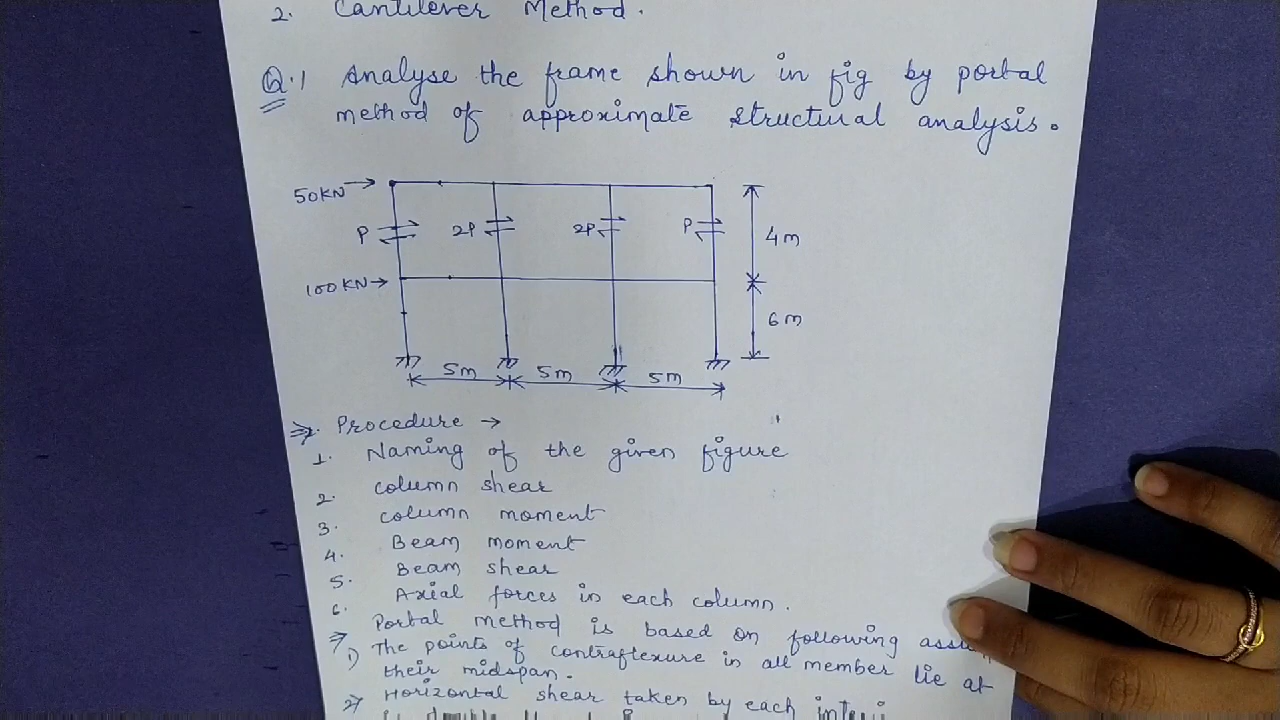 2. Cantilever Method.
Q.1 Analyse the frame shown in fig by portal
method of approximate structural analysis.
50KN
P 2P 2P P 4m
100KN
6m
5m 5m 5m
Procedure →
1. Naming of the given figure
2. column shear
3. column moment
4. Beam moment
5. Beam shear
6. Axial forces in each column.
Portal method is based on following
1) The points of contraflexure in all member lie at
their midspan.
2) Horizontal shear taken by each